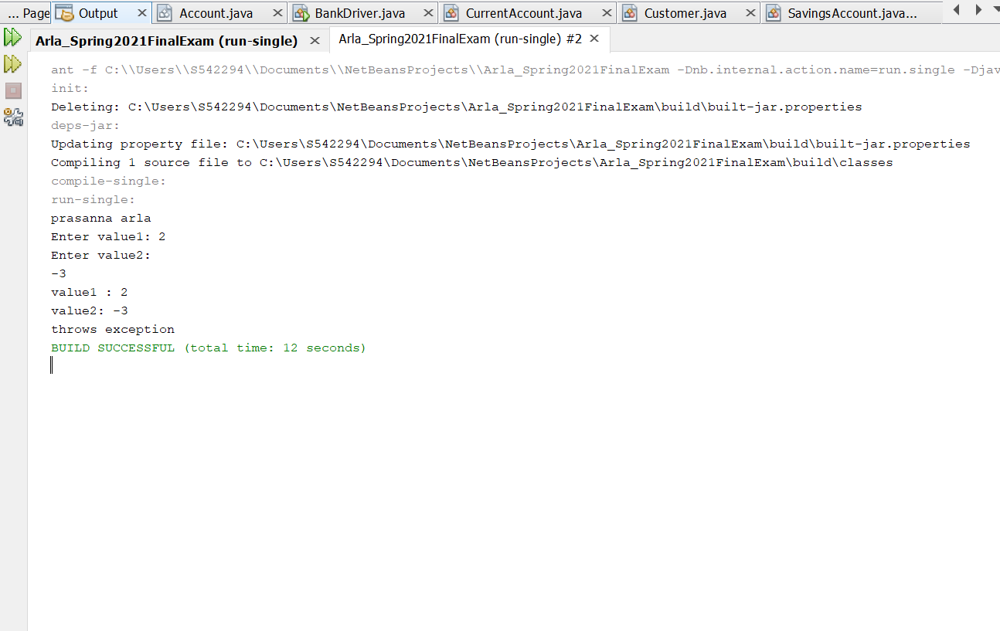 ... Page Output Account.java BankDriver.java CurrentAccount.java Customer.java SavingsAccount.java...
Arla_Spring2021FinalExam (run-single) Arla_Spring2021FinalExam (run-single) #2
ant -f C:\\Users\\S542294\\Documents\\NetBeansProjects\\Arla_Spring2021FinalExam -Dnb.internal.action.name=run.single -Djav
init:
Deleting: C:\Users\S542294\Documents\NetBeansProjects\Arla_Spring2021FinalExam\build\built-jar.properties
deps-jar:
Updating property file: C:\Users\S542294\Documents\NetBeansProjects\Arla_Spring2021FinalExam\build\built-jar.properties
Compiling 1 source file to C:\Users\S542294\Documents\NetBeansProjects\Arla_Spring2021FinalExam\build\classes
compile-single:
run-single:
prasanna arla
Enter value1: 2
Enter value2:
-3
value1 : 2
value2: -3
throws exception
BUILD SUCCESSFUL (total time: 12 seconds)